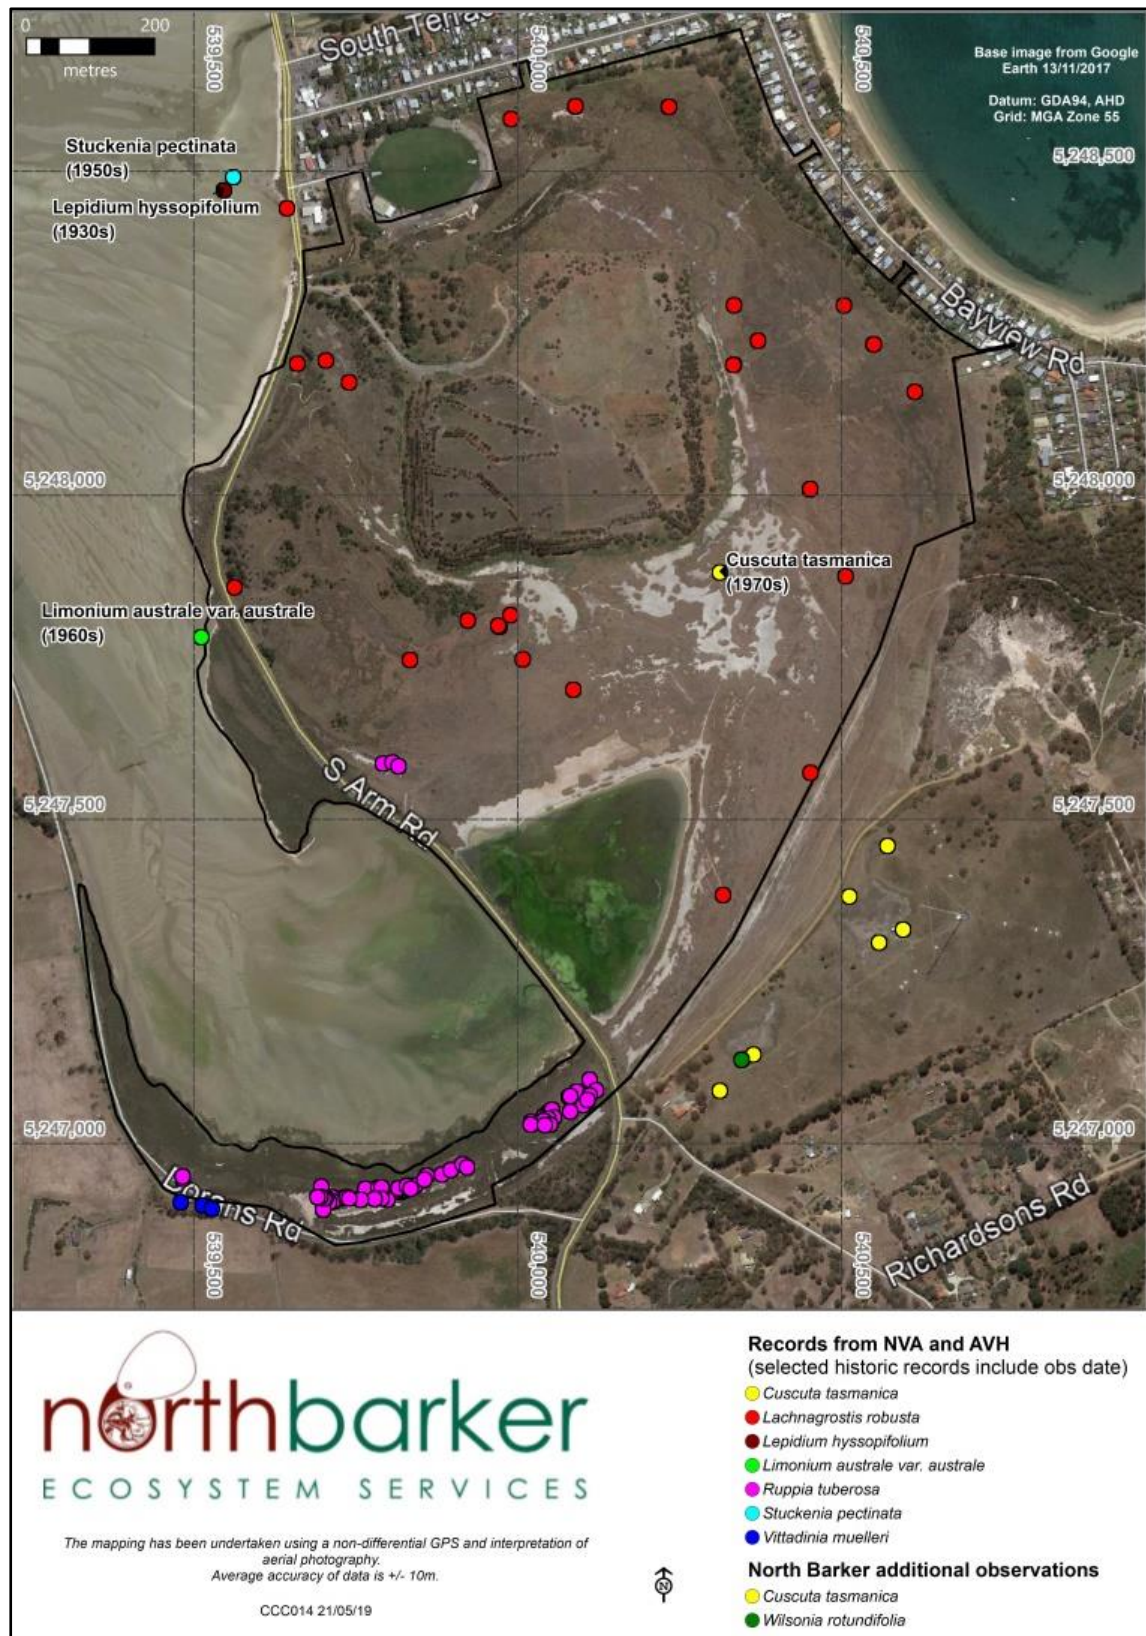 0 200
metres
South Terrac
539,500
540,000
540,500
Base image from Google
Earth 13/11/2017
Datum: GDA94, AHD
Grid: MGA Zone 55
Stuckenia pectinata
(1950s)
5,248,500
Lepidium hyssopifolium
(1930s)
Bayview Rd
5,248,000
5,248,000
Cuscuta tasmanica
(1970s)
Limonium australe var. australe
(1960s)
S Arm Rd
5,247,500
5,247,500
5,247,000
5,247,000
Dorans Rd
Richardsons Rd
539,500
540,000
540,500
northbarker
ECOSYSTEM SERVICES
The mapping has been undertaken using a non-differential GPS and interpretation of
aerial photography.
Average accuracy of data is +/- 10m.
CCC014 21/05/19
N
Records from NVA and AVH
(selected historic records include obs date)
Cuscuta tasmanica
Lachnagrostis robusta
Lepidium hyssopifolium
Limonium australe var. australe
Ruppia tuberosa
Stuckenia pectinata
Vittadinia muelleri
North Barker additional observations
Cuscuta tasmanica
Wilsonia rotundifolia